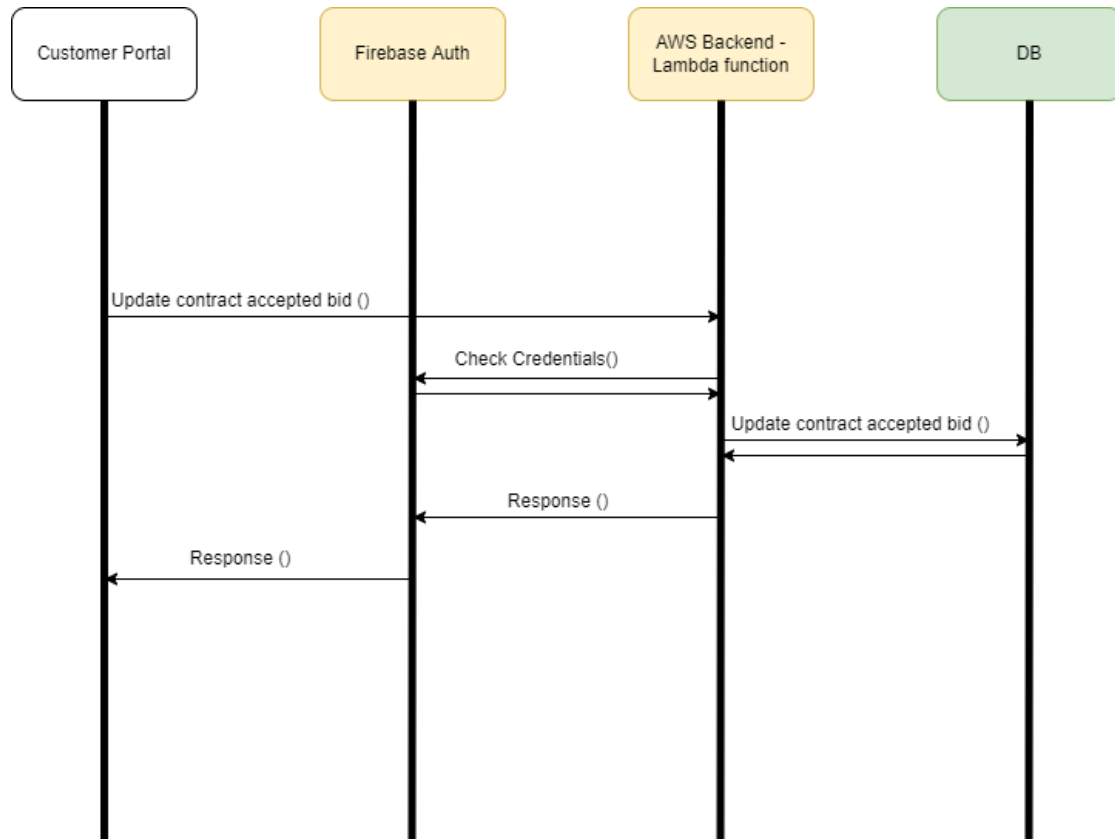 Customer Portal
Firebase Auth
AWS Backend -
Lambda function
DB
Update contract accepted bid ()
Check Credentials()
Update contract accepted bid ()
Response ()
Response ()